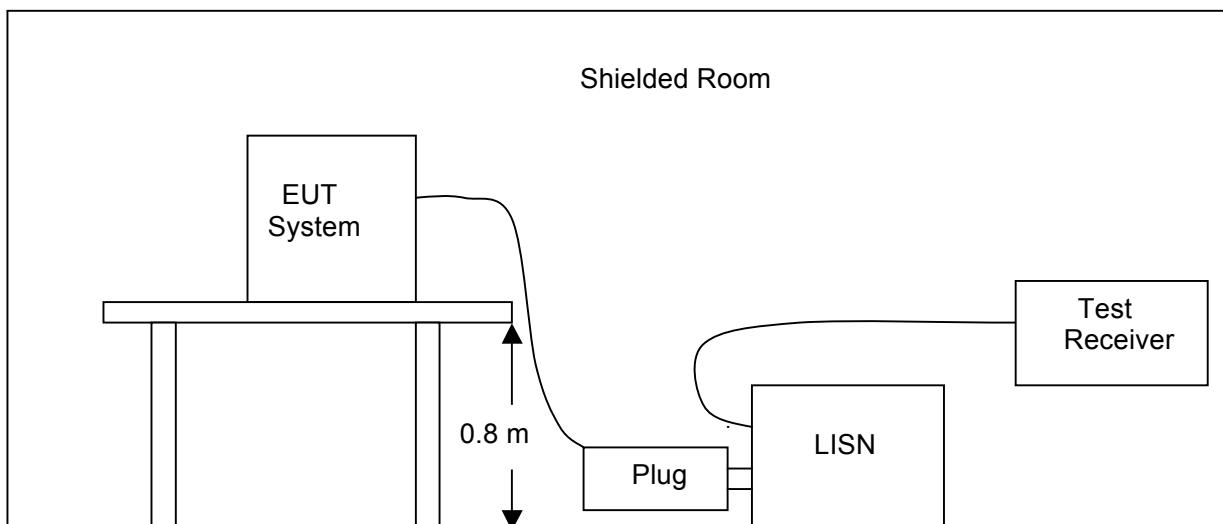 Shielded Room
EUT
System
Test
Receiver
0.8 m
LISN
Plug